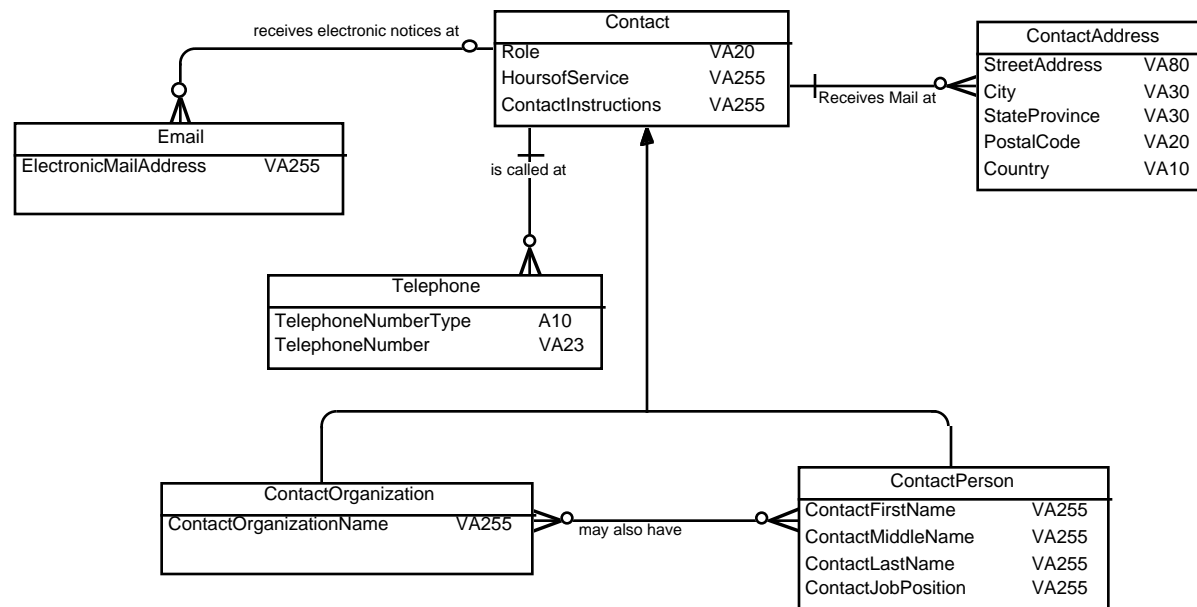 Contact
receives electronic notices at
Role VA20
HoursofService VA255
ContactInstructions VA255
ContactAddress
StreetAddress VA80
City VA30
StateProvince VA30
PostalCode VA20
Country VA10
Receives Mail at
Email
ElectronicMailAddress VA255
is called at
Telephone
TelephoneNumberType A10
TelephoneNumber VA23
ContactOrganization
ContactOrganizationName VA255
may also have
ContactPerson
ContactFirstName VA255
ContactMiddleName VA255
ContactLastName VA255
ContactJobPosition VA255